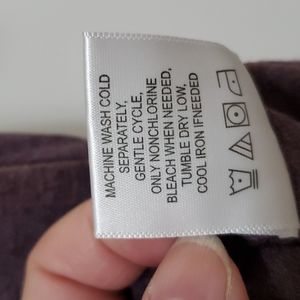 MACHINE WASH COLD
SEPARATELY,
GENTLE CYCLE,
ONLY NONCHLORINE
BLEACH WHEN NEEDED,
TUMBLE DRY LOW,
COOL IRON IFNEEDED